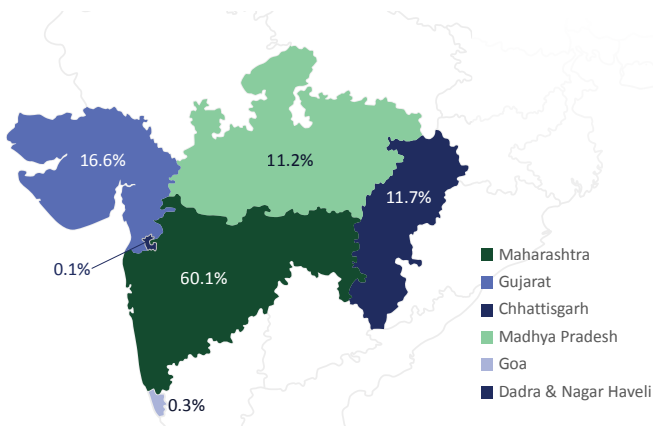 16.6%
11.2%
11.7%
0.1%
60.1%
0.3%
Maharashtra
Gujarat
Chhattisgarh
Madhya Pradesh
Goa
Dadra & Nagar Haveli